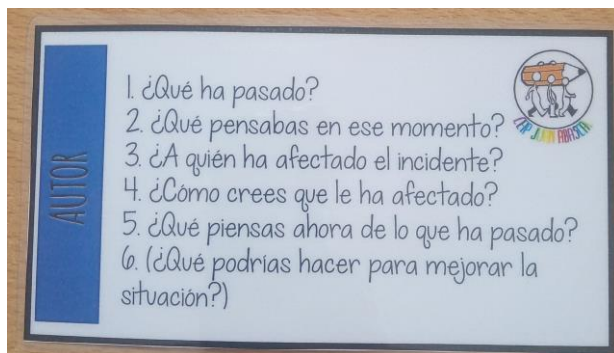 AUTOR
1. ¿Qué ha pasado?
2. ¿Qué pensabas en ese momento?
3. ¿A quién ha afectado el incidente?
4. ¿Cómo crees que le ha afectado?
5. ¿Qué piensas ahora de lo que ha pasado?
6. (¿Qué podrías hacer para mejorar la
situación?)